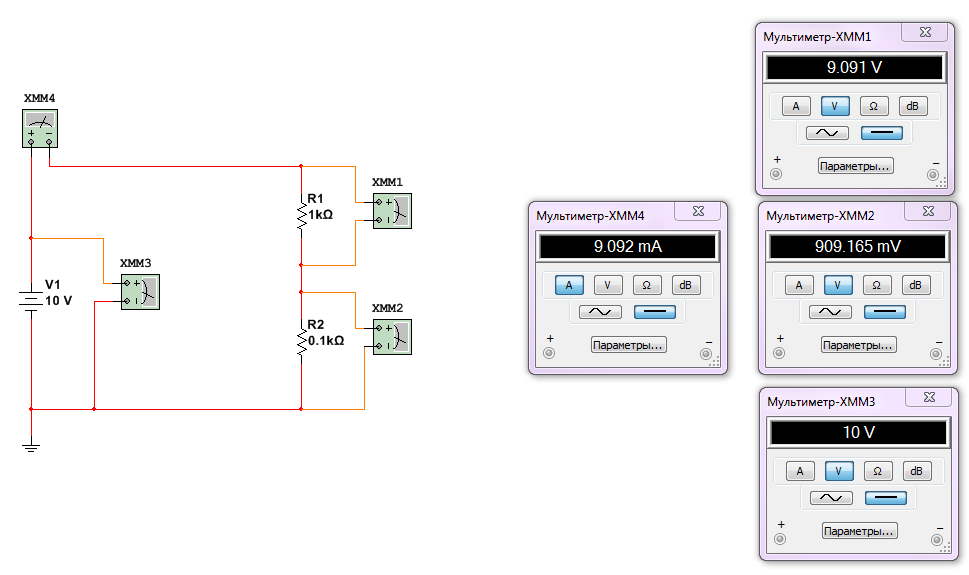 XMM4
+ −
R1
1kΩ
XMM1
+
XMM3
+
V1
10 V
XMM2
+
R2
0.1kΩ
Мультиметр-XMM1
9.091 V
A V Ω dB
Параметры...
+ −
Мультиметр-XMM4
9.092 mA
A V Ω dB
Параметры...
+ −
Мультиметр-XMM2
909.165 mV
A V Ω dB
Параметры...
+ −
Мультиметр-XMM3
10 V
A V Ω dB
Параметры...
+ −